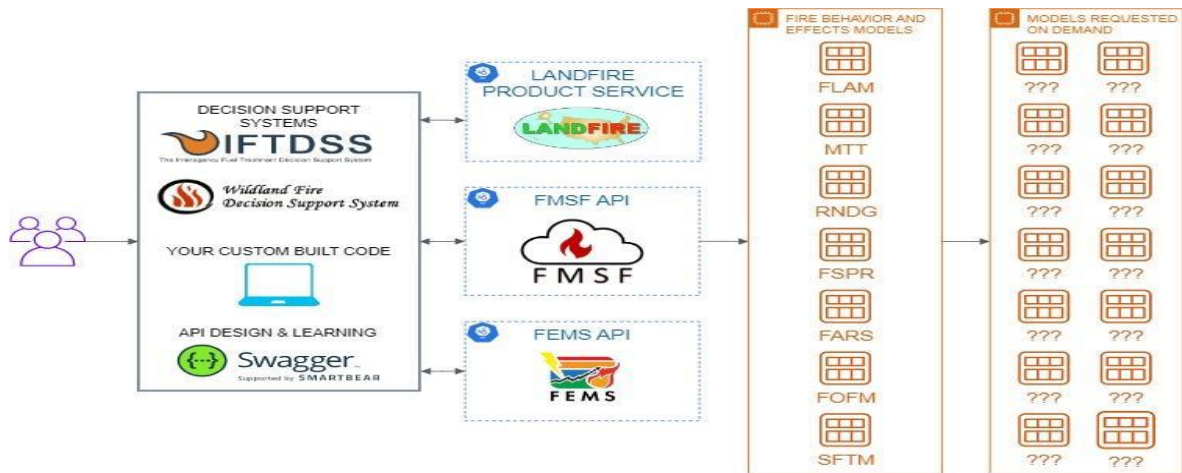 DECISION SUPPORT
SYSTEMS
IFTDSS
The Interagency Fuel Treatment Decision Support System
Wildland Fire
Decision Support System
YOUR CUSTOM BUILT CODE
API DESIGN & LEARNING
{··}
Swagger
Supported by SMARTBEAR
LANDFIRE
PRODUCT SERVICE
LANDFIRE
FMSF API
FMSF
FEMS API
FEMS
FIRE BEHAVIOR AND
EFFECTS MODELS
FLAM
MTT
RNDG
FSPR
FARS
FOFM
SFTM
MODELS REQUESTED
ON DEMAND
??? ???
??? ???
??? ???
??? ???
??? ???
??? ???
??? ???